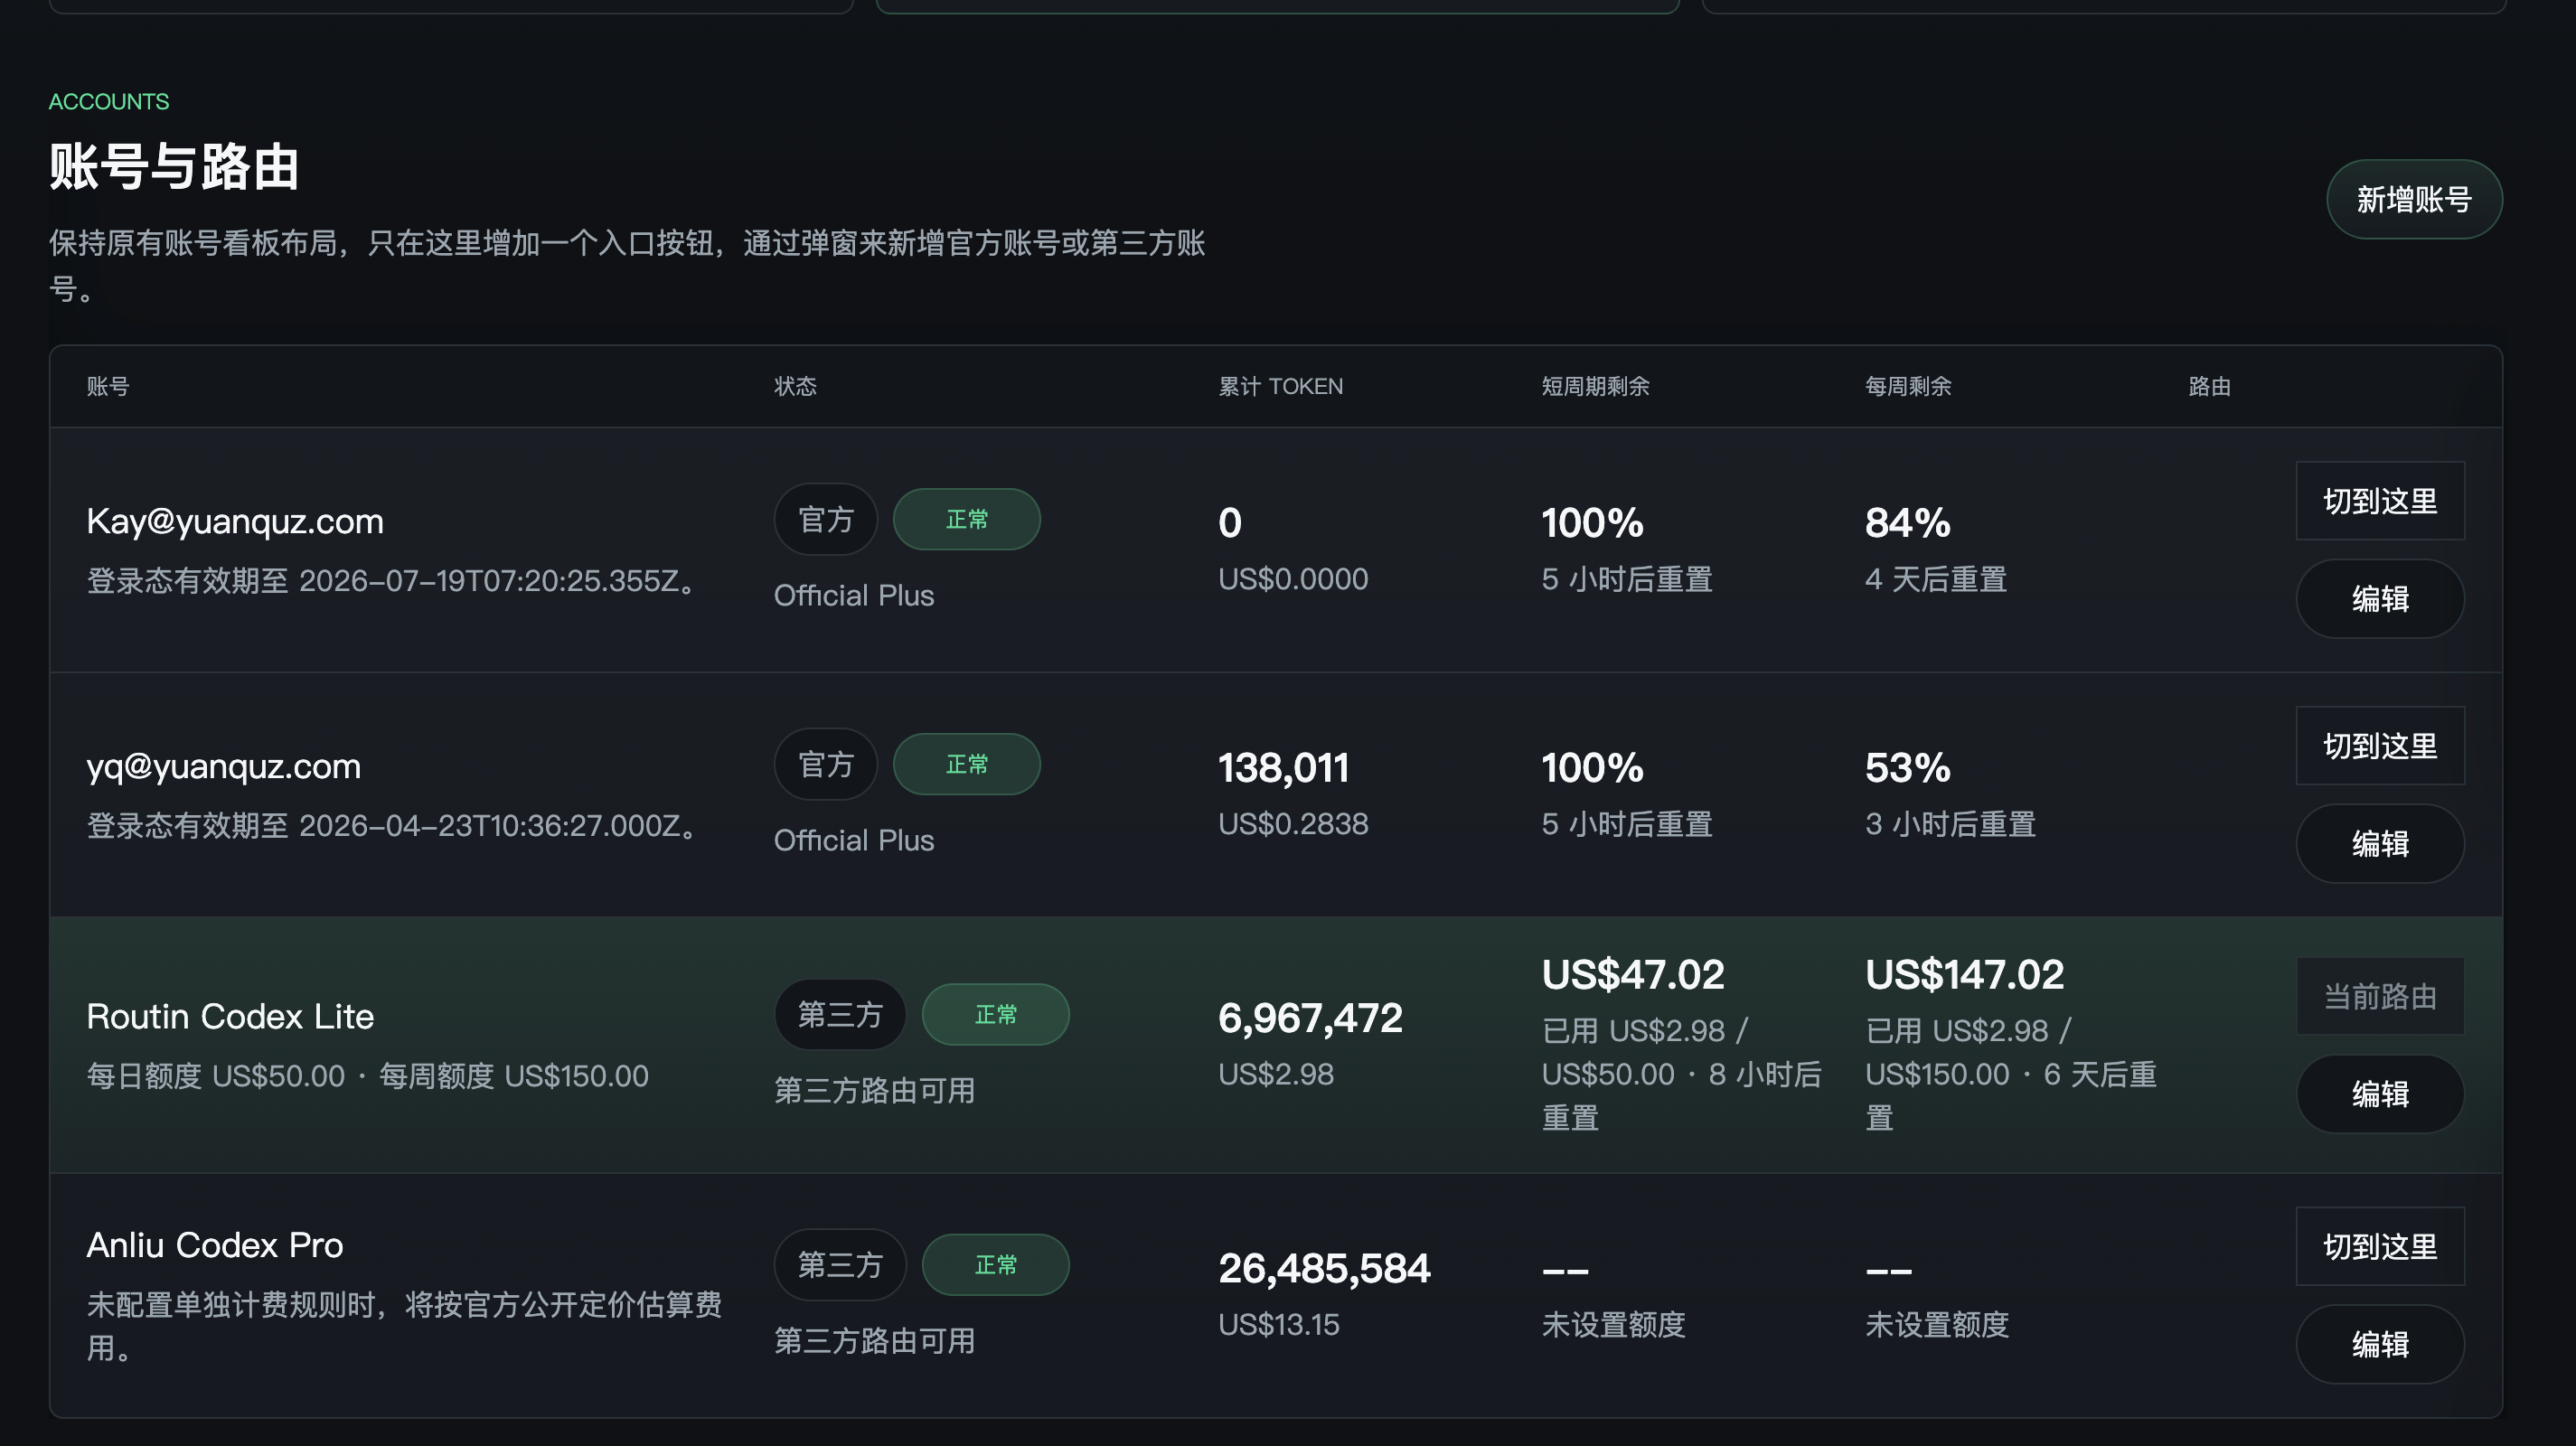 ACCOUNTS
账号与路由
新增账号
保持原有账号看板布局，只在这里增加一个入口按钮，通过弹窗来新增官方账号或第三方账
号。
账号 状态 累计 TOKEN 短周期剩余 每周剩余 路由
Kay@yuanquz.com
登录态有效期至 2026-07-19T07:20:25.355Z。
官方 正常
Official Plus
0
US$0.0000
100%
5 小时后重置
84%
4 天后重置
切到这里
编辑
yq@yuanquz.com
登录态有效期至 2026-04-23T10:36:27.000Z。
官方 正常
Official Plus
138,011
US$0.2838
100%
5 小时后重置
53%
3 小时后重置
切到这里
编辑
Routin Codex Lite
每日额度 US$50.00 · 每周额度 US$150.00
第三方 正常
第三方路由可用
6,967,472
US$2.98
US$47.02
已用 US$2.98 /
US$50.00 · 8 小时后
重置
US$147.02
已用 US$2.98 /
US$150.00 · 6 天后重
置
当前路由
编辑
Anliu Codex Pro
未配置单独计费规则时，将按官方公开定价估算费
用。
第三方 正常
第三方路由可用
26,485,584
US$13.15
--
未设置额度
--
未设置额度
切到这里
编辑